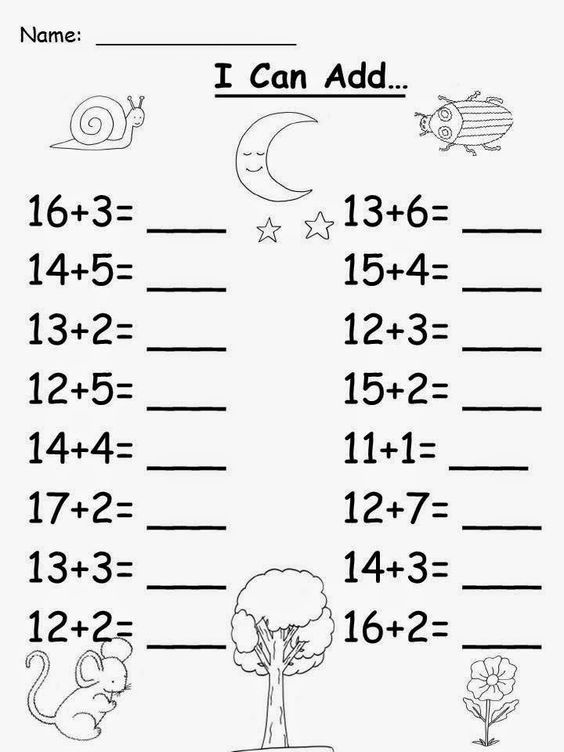 Name: ____________
I Can Add...
16+3= ____ 13+6= ____
14+5= ____ 15+4= ____
13+2= ____ 12+3= ____
12+5= ____ 15+2= ____
14+4= ____ 11+1= ____
17+2= ____ 12+7= ____
13+3= ____ 14+3= ____
12+2= ____ 16+2= ____